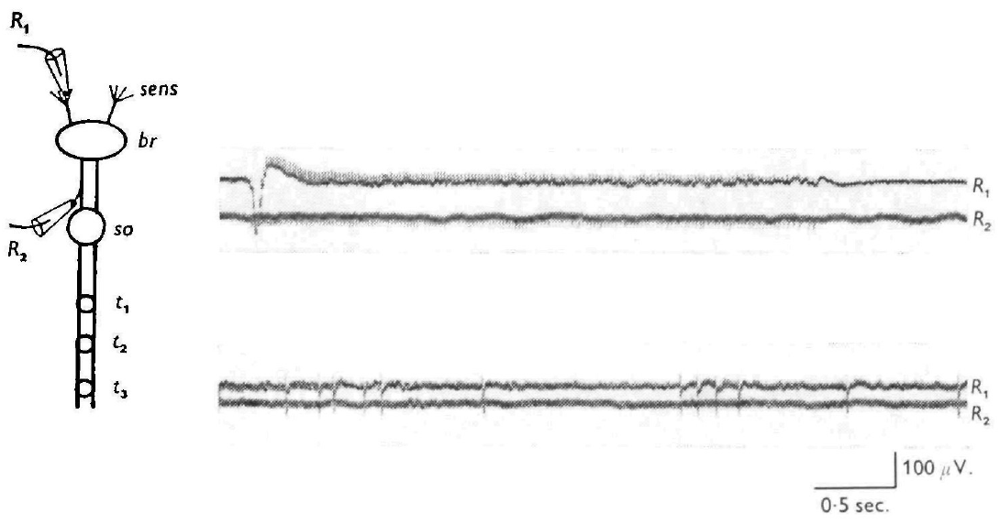 R₁
sens
br
R₂
so
t₁
t₂
t₃
R₁
R₂
R₁
R₂
100 μV.
0·5 sec.